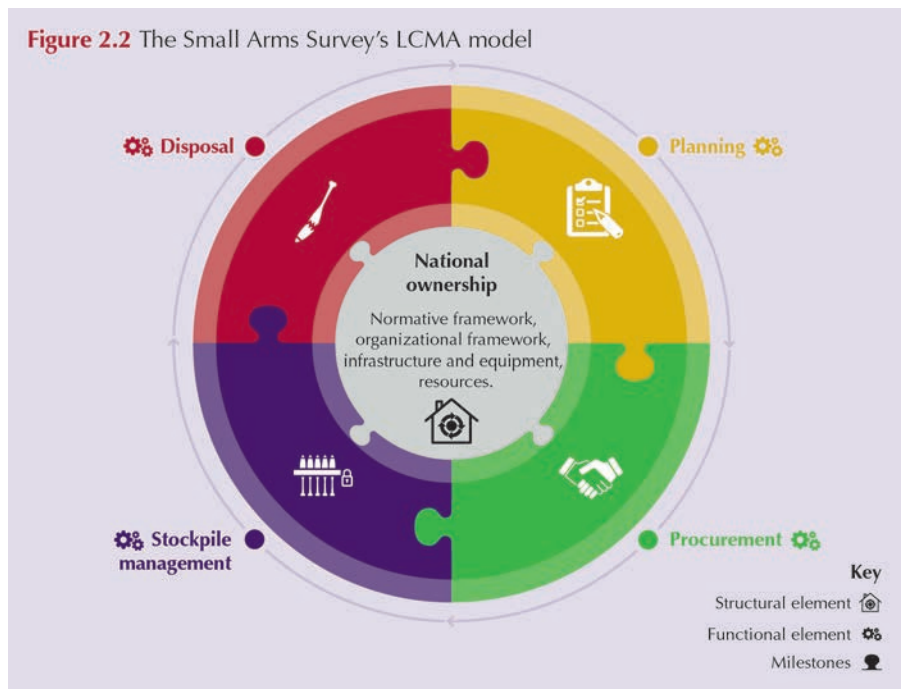 Figure 2.2 The Small Arms Survey's LCMA model
Disposal
Planning
National
ownership
Normative framework,
organizational framework,
infrastructure and equipment,
resources.
Stockpile
management
Procurement
Key
Structural element
Functional element
Milestones